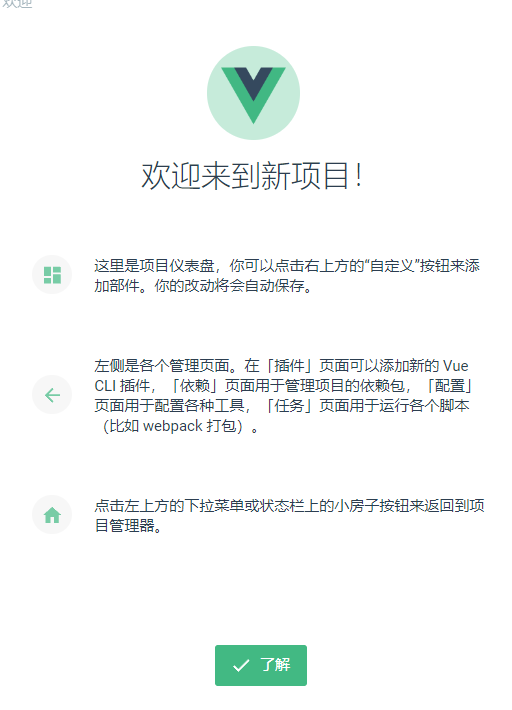 欢迎
欢迎来到新项目！
这里是项目仪表盘，你可以点击右上方的“自定义”按钮来添
加部件。你的改动将会自动保存。
左侧是各个管理页面。在「插件」页面可以添加新的 Vue
CLI 插件，「依赖」页面用于管理项目的依赖包，「配置」
页面用于配置各种工具，「任务」页面用于运行各个脚本
（比如 webpack 打包）。
点击左上方的下拉菜单或状态栏上的小房子按钮来返回到项
目管理器。
了解